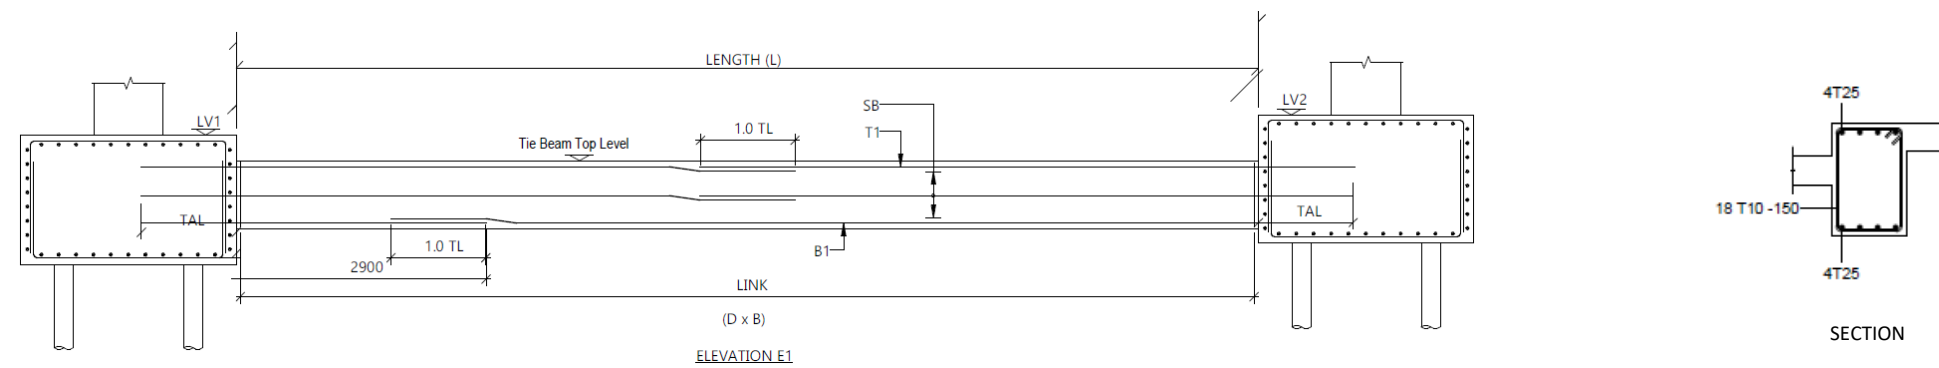 LENGTH (L)
LV1
SB
T1
1.0 TL
Tie Beam Top Level
LV2
TAL
TAL
1.0 TL
2900
B1
LINK
(D x B)
ELEVATION E1
4T25
18 T10 -150
4T25
SECTION